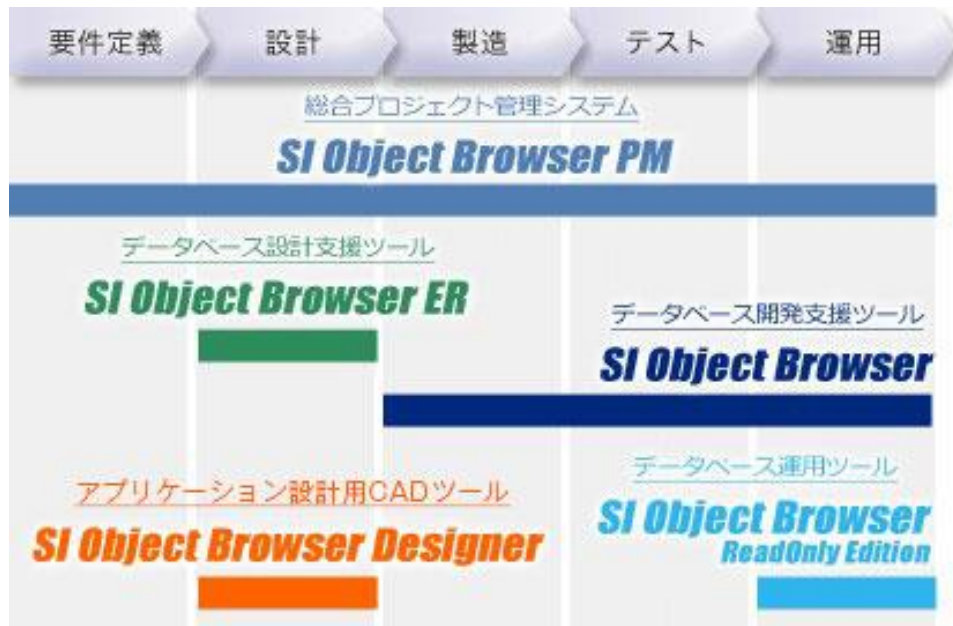 要件定義 設計 製造 テスト 運用
総合プロジェクト管理システム
SI Object Browser PM
データベース設計支援ツール
SI Object Browser ER
データベース開発支援ツール
SI Object Browser
アプリケーション設計用CADツール
SI Object Browser Designer
データベース運用ツール
SI Object Browser
ReadOnly Edition